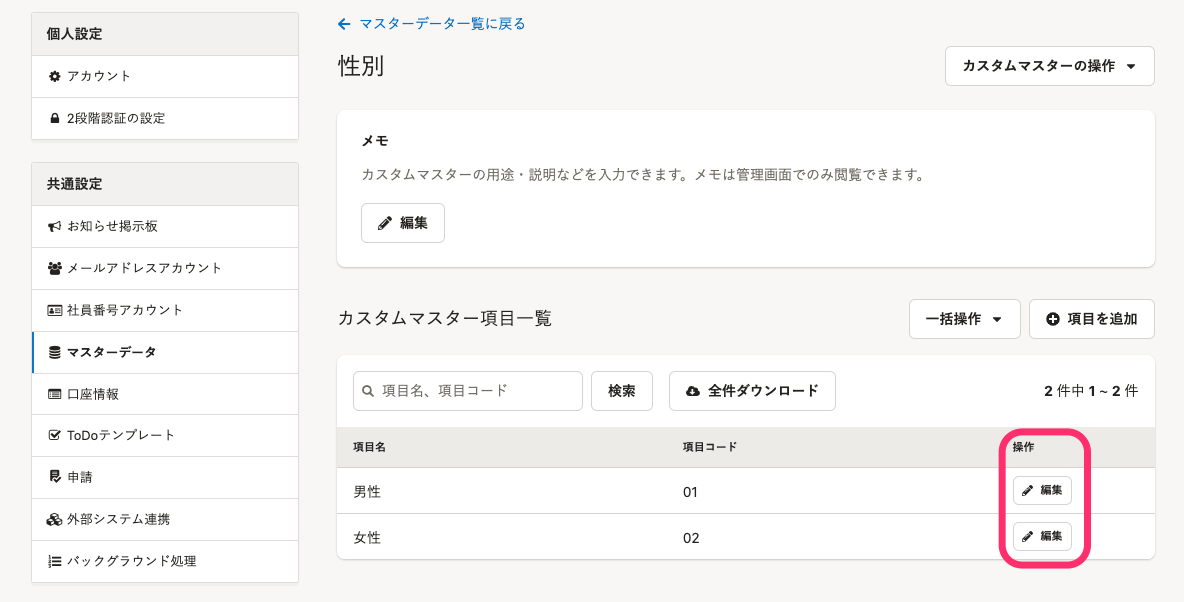 個人設定
アカウント
2段階認証の設定
共通設定
お知らせ掲示板
メールアドレスアカウント
社員番号アカウント
マスターデータ
口座情報
ToDoテンプレート
申請
外部システム連携
バックグラウンド処理
← マスターデータ一覧に戻る
性別
カスタムマスターの操作
メモ
カスタムマスターの用途・説明などを入力できます。メモは管理画面でのみ閲覧できます。
編集
カスタムマスター項目一覧
一括操作
項目を追加
項目名、項目コード
検索
全件ダウンロード
2 件中 1 ~ 2 件
項目名 項目コード 操作
男性 01 編集
女性 02 編集